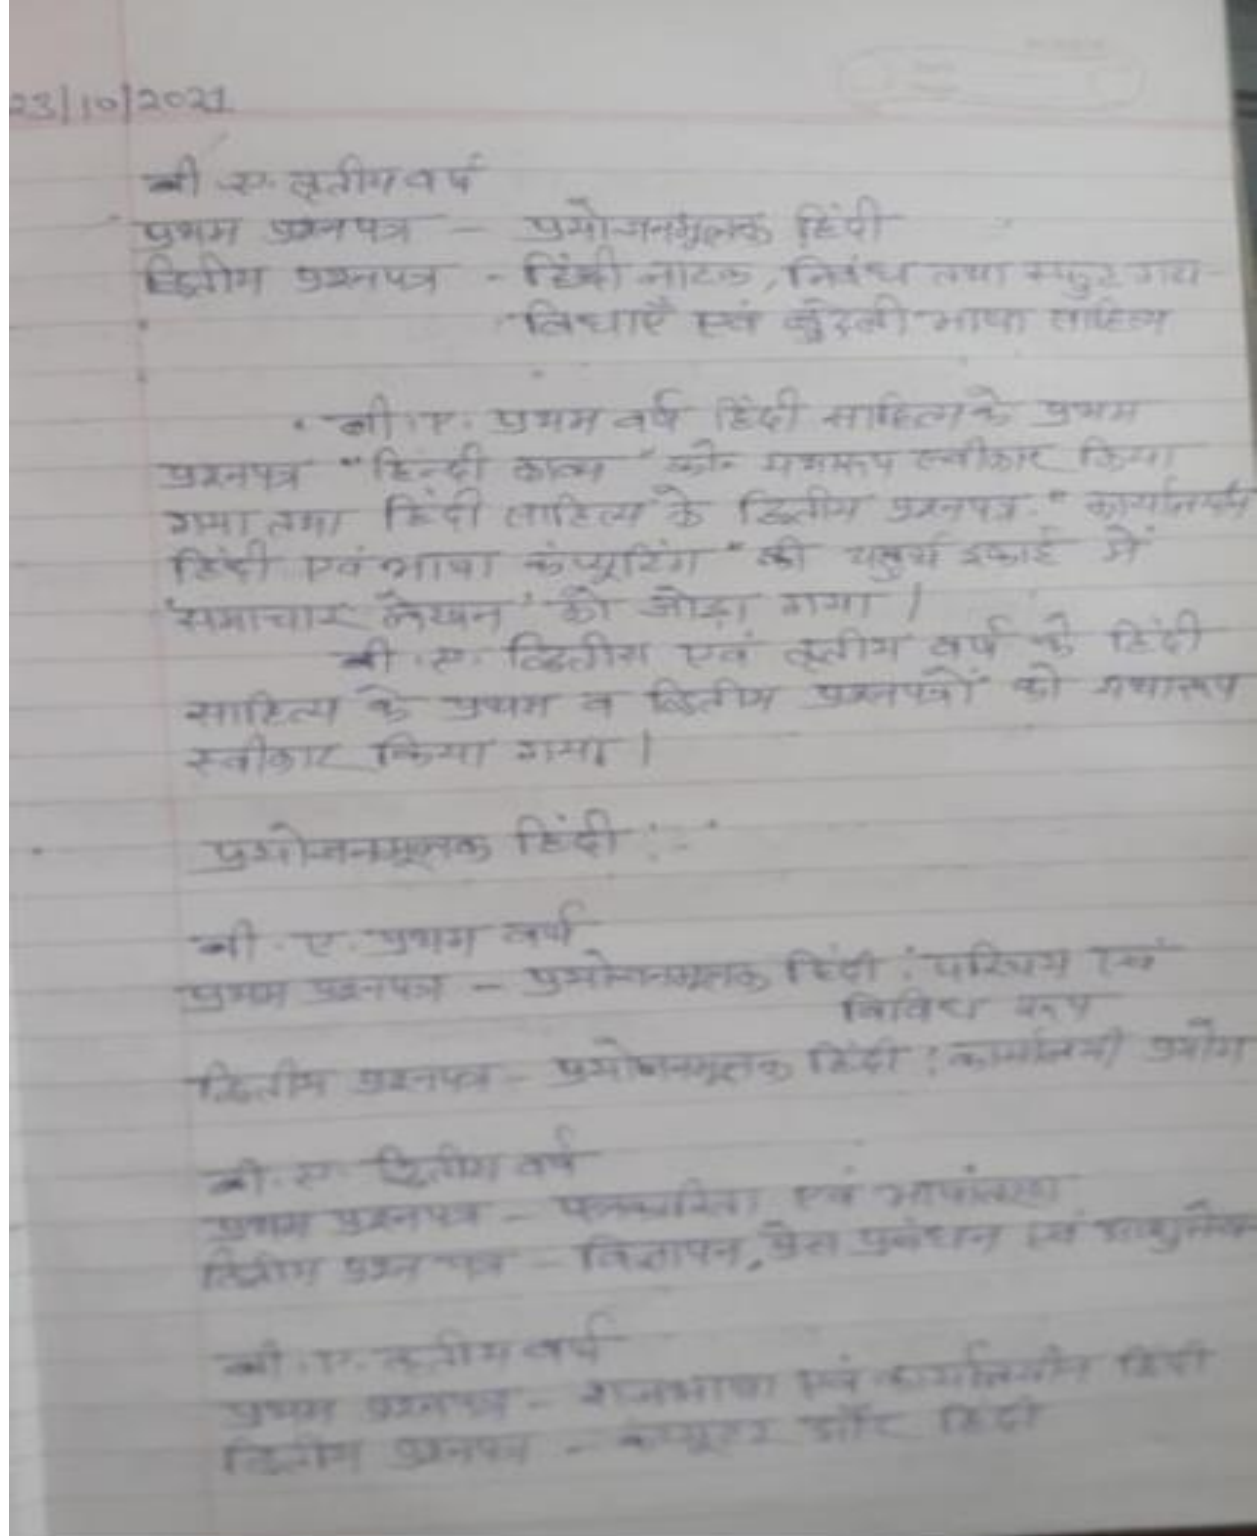 23/10/2021
बी.ए. तृतीय वर्ष
प्रथम प्रश्नपत्र - प्रयोजनमूलक हिंदी
द्वितीय प्रश्नपत्र - हिंदी नाटक, निबंध तथा स्फुट गद्य
विधाएँ एवं बुंदेली भाषा साहित्य
बी.ए. प्रथम वर्ष हिंदी साहित्य के प्रथम
प्रश्नपत्र "हिन्दी काव्य" को यथारूप स्वीकार किया
गया तथा हिंदी साहित्य के द्वितीय प्रश्नपत्र "कार्यालयीन
हिंदी एवं भाषा कंप्यूटिंग" की चतुर्थ इकाई में
'समाचार लेखन' को जोड़ा गया।
बी.ए. द्वितीय एवं तृतीय वर्ष के हिंदी
साहित्य के प्रथम व द्वितीय प्रश्नपत्रों को यथारूप
स्वीकार किया गया।
प्रयोजनमूलक हिंदी :-
बी.ए. प्रथम वर्ष
प्रथम प्रश्नपत्र - प्रयोजनमूलक हिंदी : परिचय एवं
विविध रूप
द्वितीय प्रश्नपत्र - प्रयोजनमूलक हिंदी : कार्यालयी प्रयोग
बी.ए. द्वितीय वर्ष
प्रथम प्रश्नपत्र - पत्रकारिता एवं भाषांतरण
द्वितीय प्रश्न पत्र - विज्ञापन, प्रेस प्रबंधन एवं
बी.ए. तृतीय वर्ष
प्रथम प्रश्नपत्र - राजभाषा एवं कार्यालयीन हिंदी
द्वितीय प्रश्नपत्र - कंप्यूटर और हिंदी